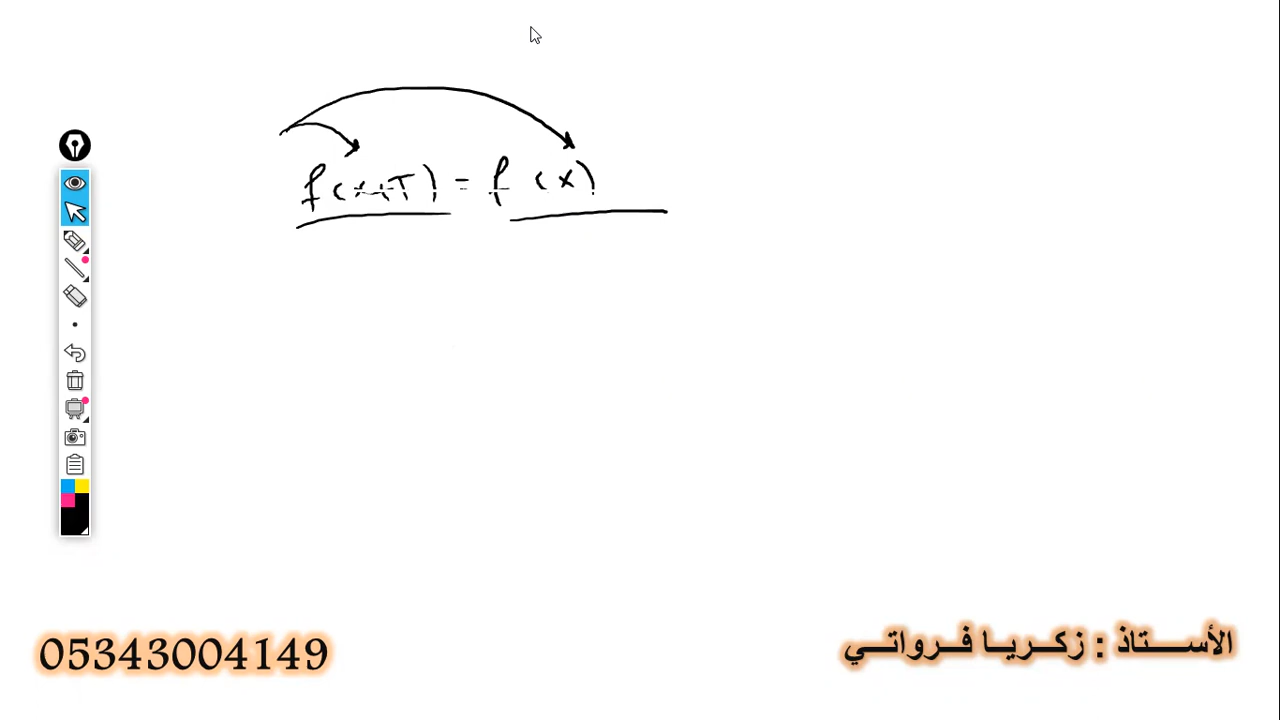 f(x+T) = f(x)
05343004149
الأستاذ : زكريا فرواتي